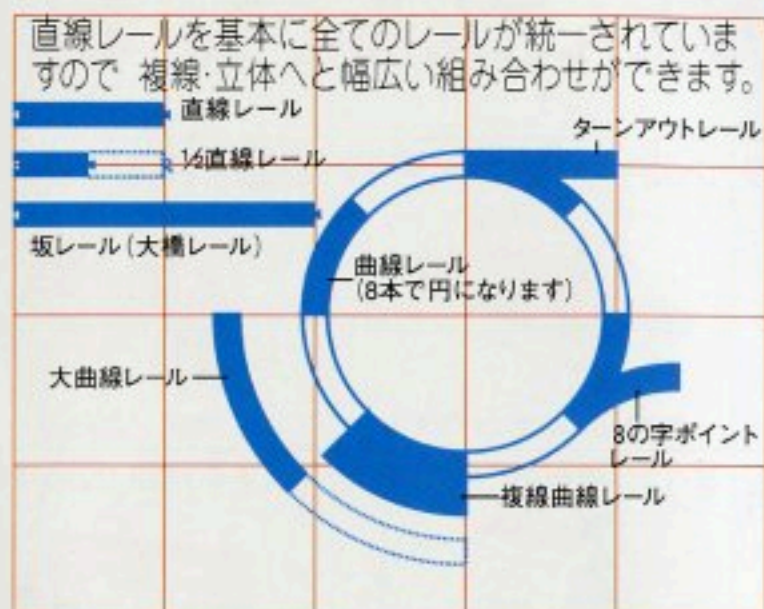 直線レールを基本に全てのレールが統一されていま
すので 複線・立体へと幅広い組み合わせができます。
直線レール
ターンアウトレール
½直線レール
坂レール(大橋レール)
曲線レール
(8本で円になります)
大曲線レール
8の字ポイント
レール
複線曲線レール